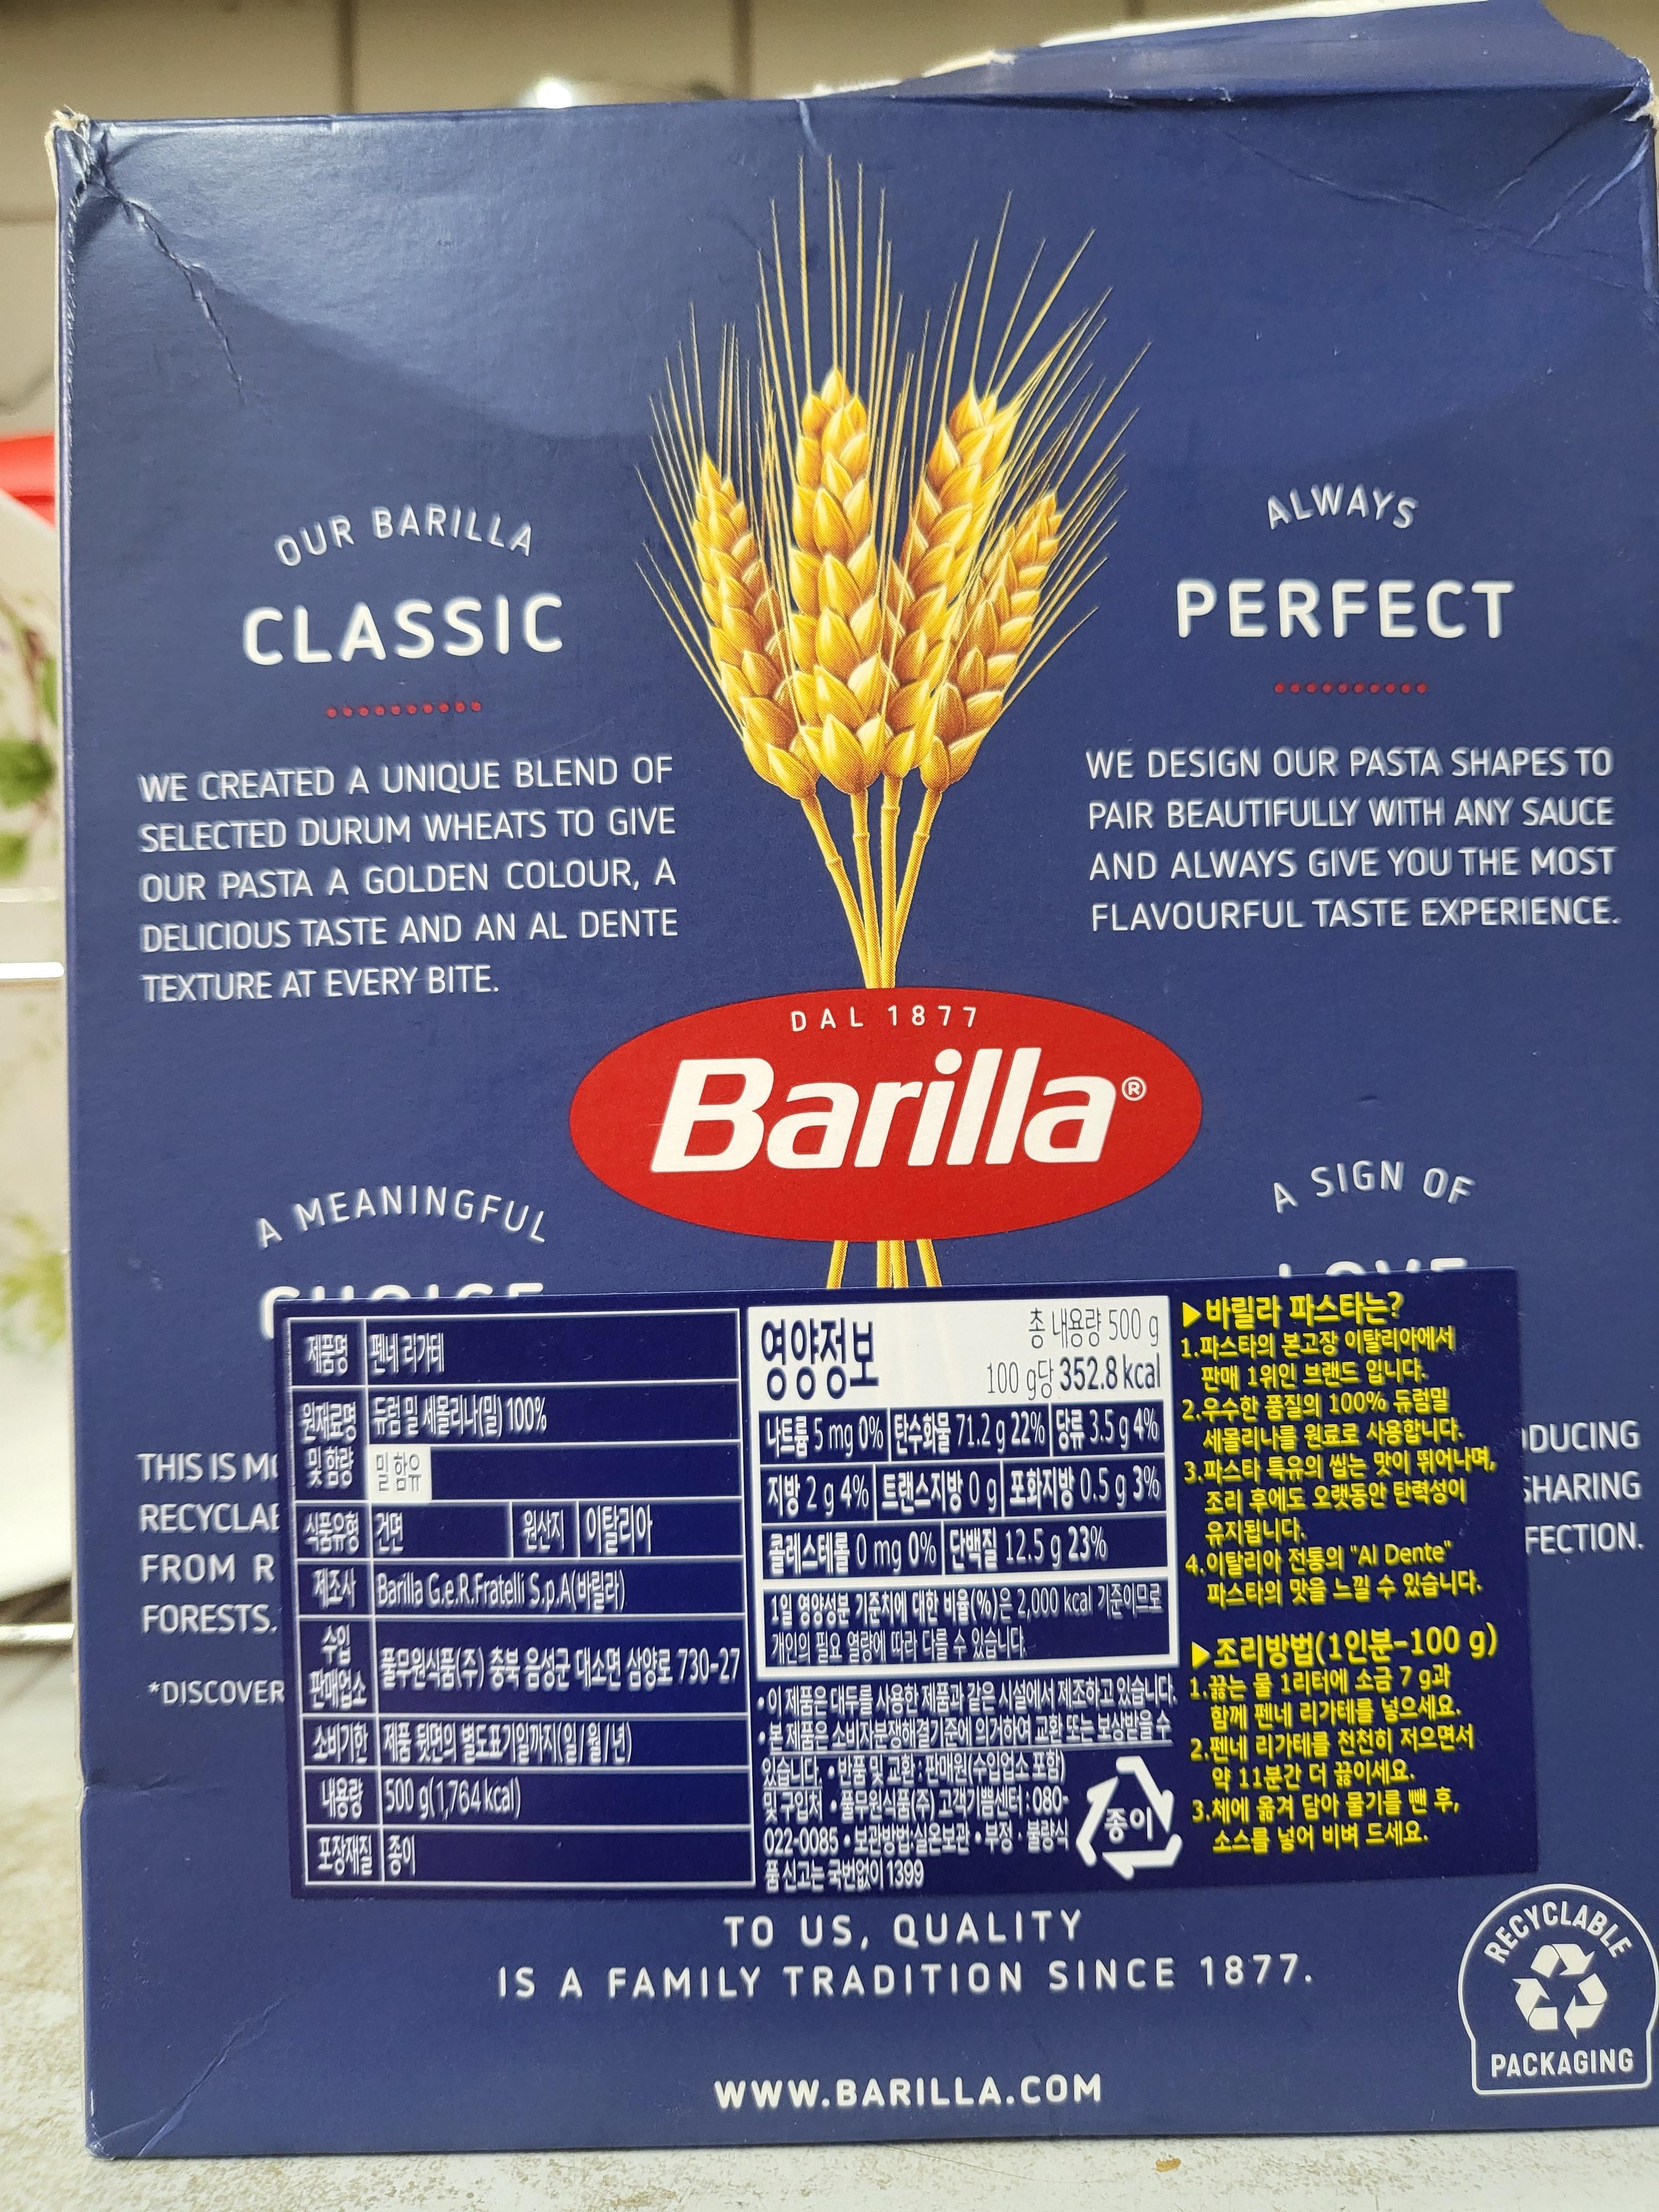 OUR BARILLA
CLASSIC
WE CREATED A UNIQUE BLEND OF
SELECTED DURUM WHEATS TO GIVE
OUR PASTA A GOLDEN COLOUR, A
DELICIOUS TASTE AND AN AL DENTE
TEXTURE AT EVERY BITE.
ALWAYS
PERFECT
WE DESIGN OUR PASTA SHAPES TO
PAIR BEAUTIFULLY WITH ANY SAUCE
AND ALWAYS GIVE YOU THE MOST
FLAVOURFUL TASTE EXPERIENCE.
DAL 1877
Barilla®
A MEANINGFUL
CHOICE
THIS IS
FROM
FORESTS.
*DISCOVER
A SIGN OF
LOVE
SHARING
제품명 펜네 리가테
원재료명 및 함량 듀럼 밀 세몰리나(밀) 100%
밀 함유
식품유형 건면 원산지 이탈리아
제조사 Barilla G.e.R.Fratelli S.p.A(바릴라)
수입 판매업소 풀무원식품(주) 충북 음성군 대소면 삼양로 730-27
소비기한 제품 뒷면의 별도표기일까지(일/월/년)
내용량 500 g(1,764 kcal)
포장재질 종이
영양정보
총 내용량 500 g
100 g당 352.8 kcal
나트륨 5 mg 0% 탄수화물 71.2 g 22% 당류 3.5 g 4%
지방 2 g 4% 트랜스지방 0 g 포화지방 0.5 g 3%
콜레스테롤 0 mg 0% 단백질 12.5 g 23%
1일 영양성분 기준치에 대한 비율(%)은 2,000 kcal 기준이므로
개인의 필요 열량에 따라 다를 수 있습니다.
• 이 제품은 대두를 사용한 제품과 같은 시설에서 제조하고 있습니다.
• 본 제품은 소비자분쟁해결기준에 의거하여 교환 또는 보상받을 수
있습니다. • 반품 및 교환 : 판매원(수입업소 포함)
및 구입처 • 풀무원식품(주) 고객기쁨센터 : 080-
022-0085 • 보관방법:실온보관 • 부정 · 불량식
품 신고는 국번없이 1399
종이
▶바릴라 파스타는?
1.파스타의 본고장 이탈리아에서
판매 1위인 브랜드 입니다.
2.우수한 품질의 100% 듀럼밀
세몰리나를 원료로 사용합니다.
3.파스타 특유의 씹는 맛이 뛰어나며,
조리 후에도 오랫동안 탄력성이
유지됩니다.
4.이탈리아 전통의 "Al Dente"
파스타의 맛을 느낄 수 있습니다.
▶조리방법(1인분-100 g)
1.끓는 물 1리터에 소금 7 g과
함께 펜네 리가테를 넣으세요.
2.펜네 리가테를 천천히 저으면서
약 11분간 더 끓이세요.
3.체에 옮겨 담아 물기를 뺀 후,
소스를 넣어 비벼 드세요.
TO US, QUALITY
IS A FAMILY TRADITION SINCE 1877.
WWW.BARILLA.COM
RECYCLABLE
PACKAGING